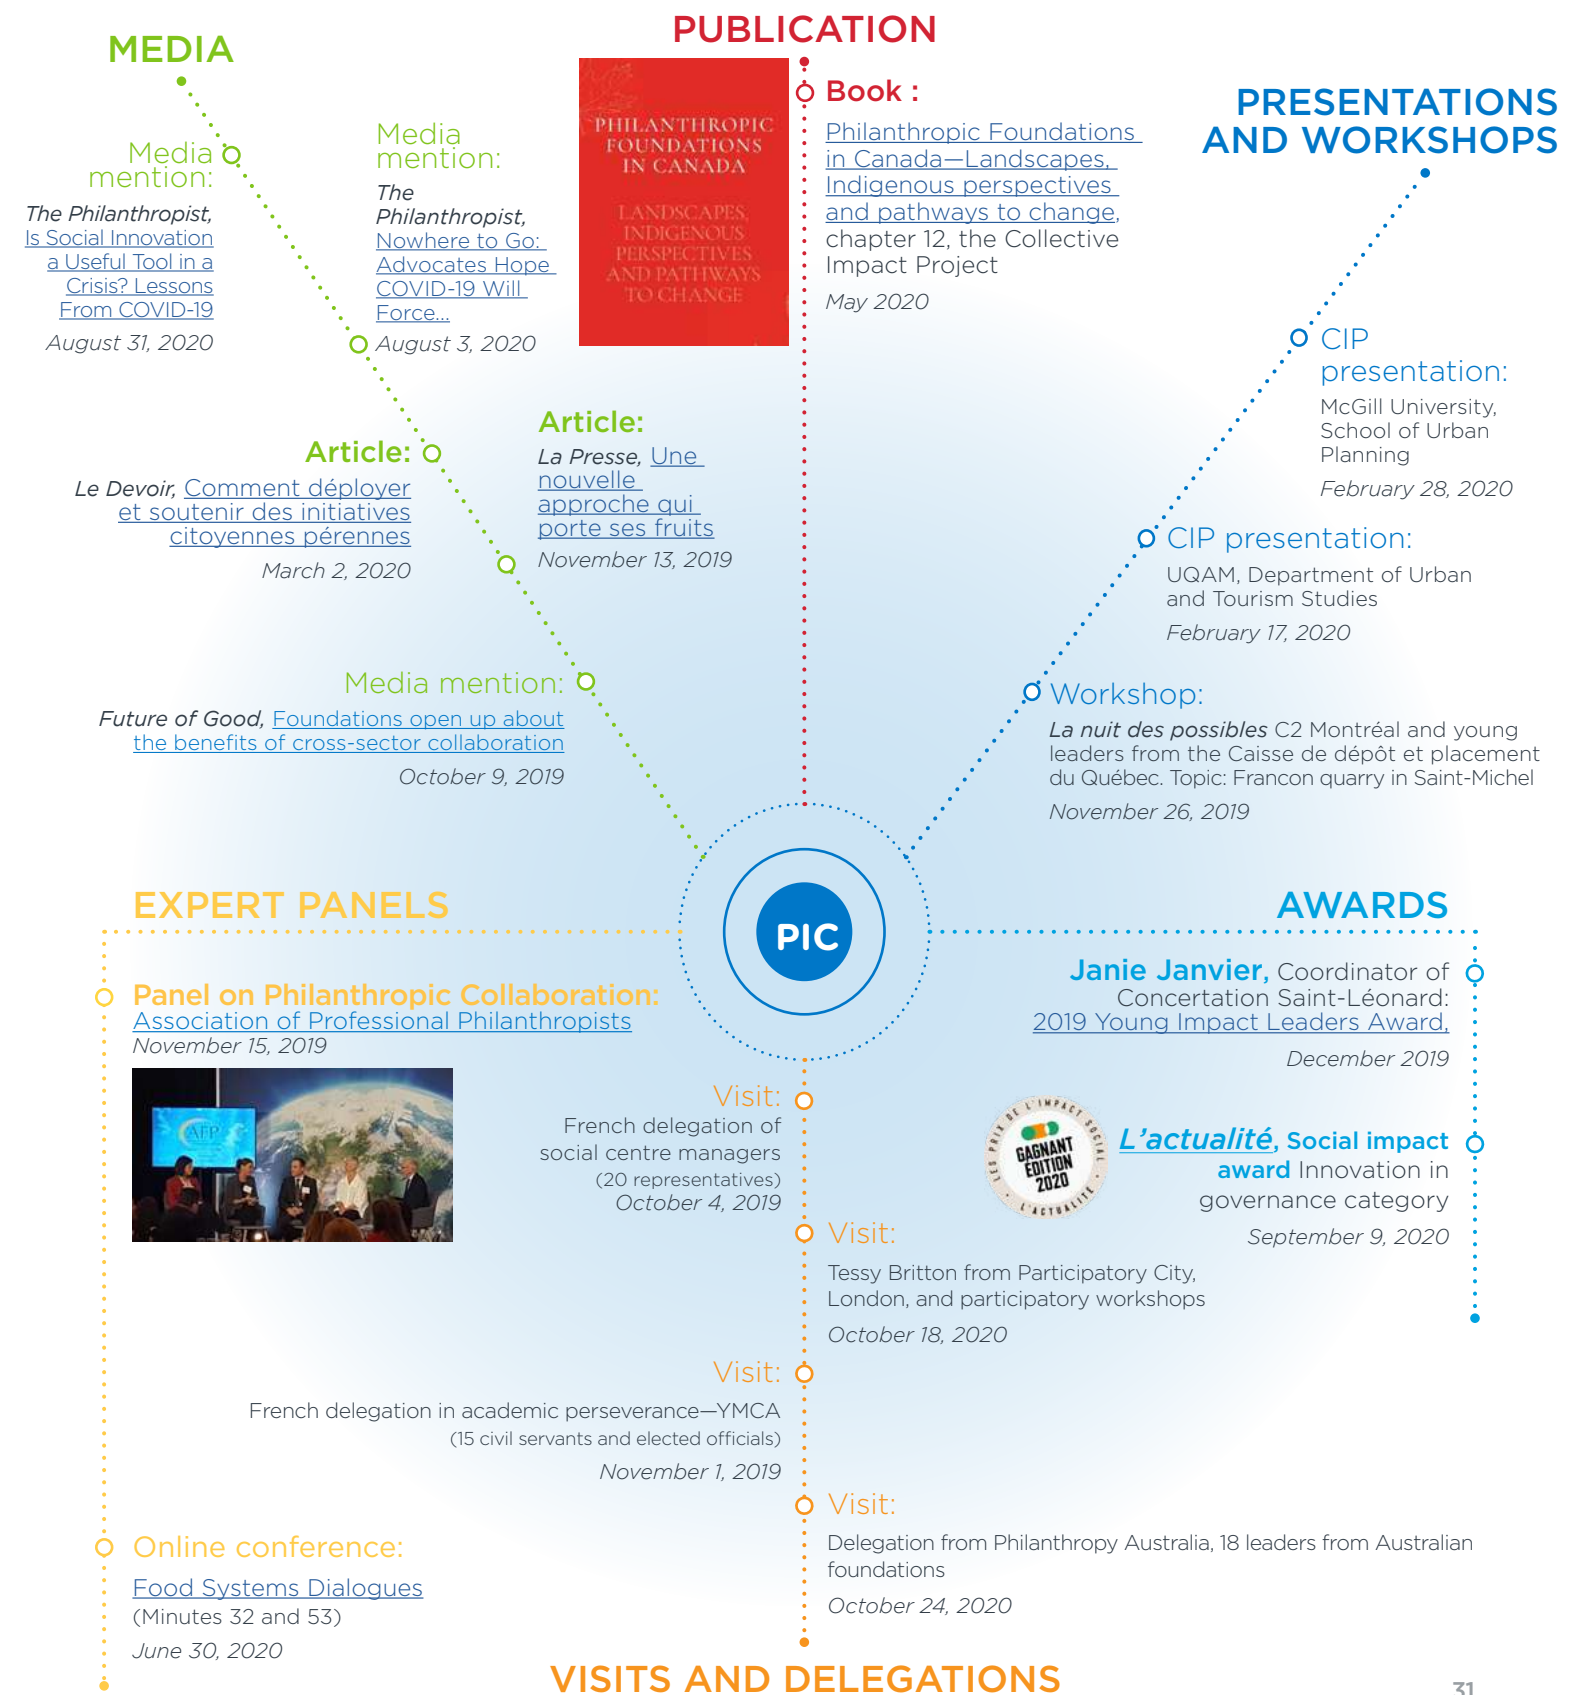 MEDIA
Media
mention:
The Philanthropist,
Is Social Innovation
a Useful Tool in a
Crisis? Lessons
From COVID-19
August 31, 2020
Media
mention:
The
Philanthropist,
Nowhere to Go:
Advocates Hope
COVID-19 Will
Force...
August 3, 2020
Article:
Le Devoir, Comment déployer
et soutenir des initiatives
citoyennes pérennes
March 2, 2020
Article:
La Presse, Une
nouvelle
approche qui
porte ses fruits
November 13, 2019
Media mention:
Future of Good, Foundations open up about
the benefits of cross-sector collaboration
October 9, 2019
PUBLICATION
PHILANTHROPIC
FOUNDATIONS
IN CANADA
LANDSCAPES,
INDIGENOUS
PERSPECTIVES
AND PATHWAYS
TO CHANGE
Book :
Philanthropic Foundations
in Canada—Landscapes,
Indigenous perspectives
and pathways to change,
chapter 12, the Collective
Impact Project
May 2020
PRESENTATIONS
AND WORKSHOPS
CIP
presentation:
McGill University,
School of Urban
Planning
February 28, 2020
CIP presentation:
UQAM, Department of Urban
and Tourism Studies
February 17, 2020
Workshop:
La nuit des possibles C2 Montréal and young
leaders from the Caisse de dépôt et placement
du Québec. Topic: Francon quarry in Saint-Michel
November 26, 2019
PIC
EXPERT PANELS
Panel on Philanthropic Collaboration:
Association of Professional Philanthropists
November 15, 2019
AFP
Online conference:
Food Systems Dialogues
(Minutes 32 and 53)
June 30, 2020
AWARDS
Janie Janvier, Coordinator of
Concertation Saint-Léonard:
2019 Young Impact Leaders Award,
December 2019
LES PRIX DE L'IMPACT SOCIAL
GAGNANT
ÉDITION
2020
L'ACTUALITÉ
L'actualité, Social impact
award Innovation in
governance category
September 9, 2020
Visit:
French delegation of
social centre managers
(20 representatives)
October 4, 2019
Visit:
Tessy Britton from Participatory City,
London, and participatory workshops
October 18, 2020
Visit:
French delegation in academic perseverance—YMCA
(15 civil servants and elected officials)
November 1, 2019
Visit:
Delegation from Philanthropy Australia, 18 leaders from Australian
foundations
October 24, 2020
VISITS AND DELEGATIONS
31